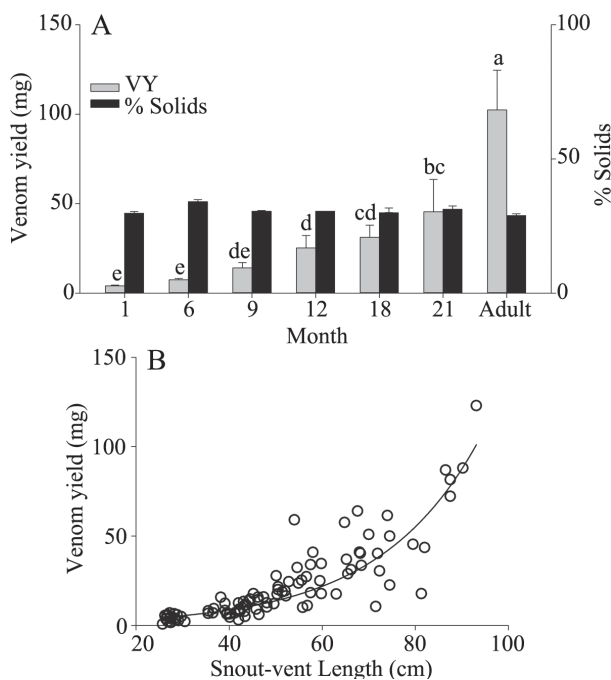 A
150
100
50
0
Venom yield (mg)
VY
% Solids
e
e
de
d
cd
bc
a
100
50
0
% Solids
1 6 9 12 18 21 Adult
Month
B
150
100
50
0
Venom yield (mg)
20 40 60 80 100
Snout-vent Length (cm)